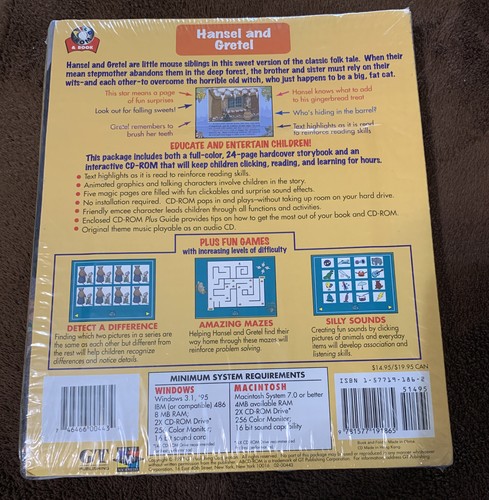 & BOOK
Hansel and
Gretel
Hansel and Gretel are little mouse siblings in this sweet version of the classic folk tale. When their
mean stepmother abandons them in the deep forest, the brother and sister must rely on their
wits-and each other-to overcome the horrible old witch, who just happens to be a big, fat cat.
This star means a page
of fun surprises
Look out for falling sweets!
remembers to
brush her teeth
Hansel knows what to add
to his gingerbread treat
Who's hiding in the barrel?
Text highlights as it is read
to reinforce reading skills
EDUCATE AND ENTERTAIN CHILDREN!
This package includes both a full-color, 24-page hardcover storybook and an
interactive CD-ROM that will keep children clicking, reading, and learning for hours.
• Text highlights as it is read to reinforce reading skills.
• Animated graphics and talking characters involve children in the story.
• Five magic pages are filled with fun clickables and surprise sound effects.
• No installation required. CD-ROM pops in and plays–without taking up room on your hard drive.
• Friendly emcee character leads children through all functions and activities.
• Enclosed CD-ROM Plus Guide provides tips on how to get the most out of your book and CD-ROM.
• Original theme music playable as an audio CD.
PLUS FUN GAMES
with increasing levels of difficulty
DETECT A DIFFERENCE
Finding which two pictures in a series are
the same as each other but different from
the rest will help children recognize
differences and notice details.
AMAZING MAZES
Helping Hansel and Gretel find their
way home through these mazes will
reinforce problem solving.
SILLY SOUNDS
Creating fun sounds by clicking
pictures of animals and everyday
items will develop association and
listening skills.
$14.95/$19.95 CAN
MINIMUM SYSTEM REQUIREMENTS
WINDOWS
Windows 3.1, '95
IBM (or compatible) 486
8 MB RAM;
2X CD-ROM Drive*
256 Color Monitor;
16 bit sound card
MACINTOSH
Macintosh System 7.0 or better
4MB available RAM
2X CD-ROM Drive*
256 Color Monitor;
16 bit sound capability
ISBN 1-57719-186-2
51495
9 781577 191865
GT